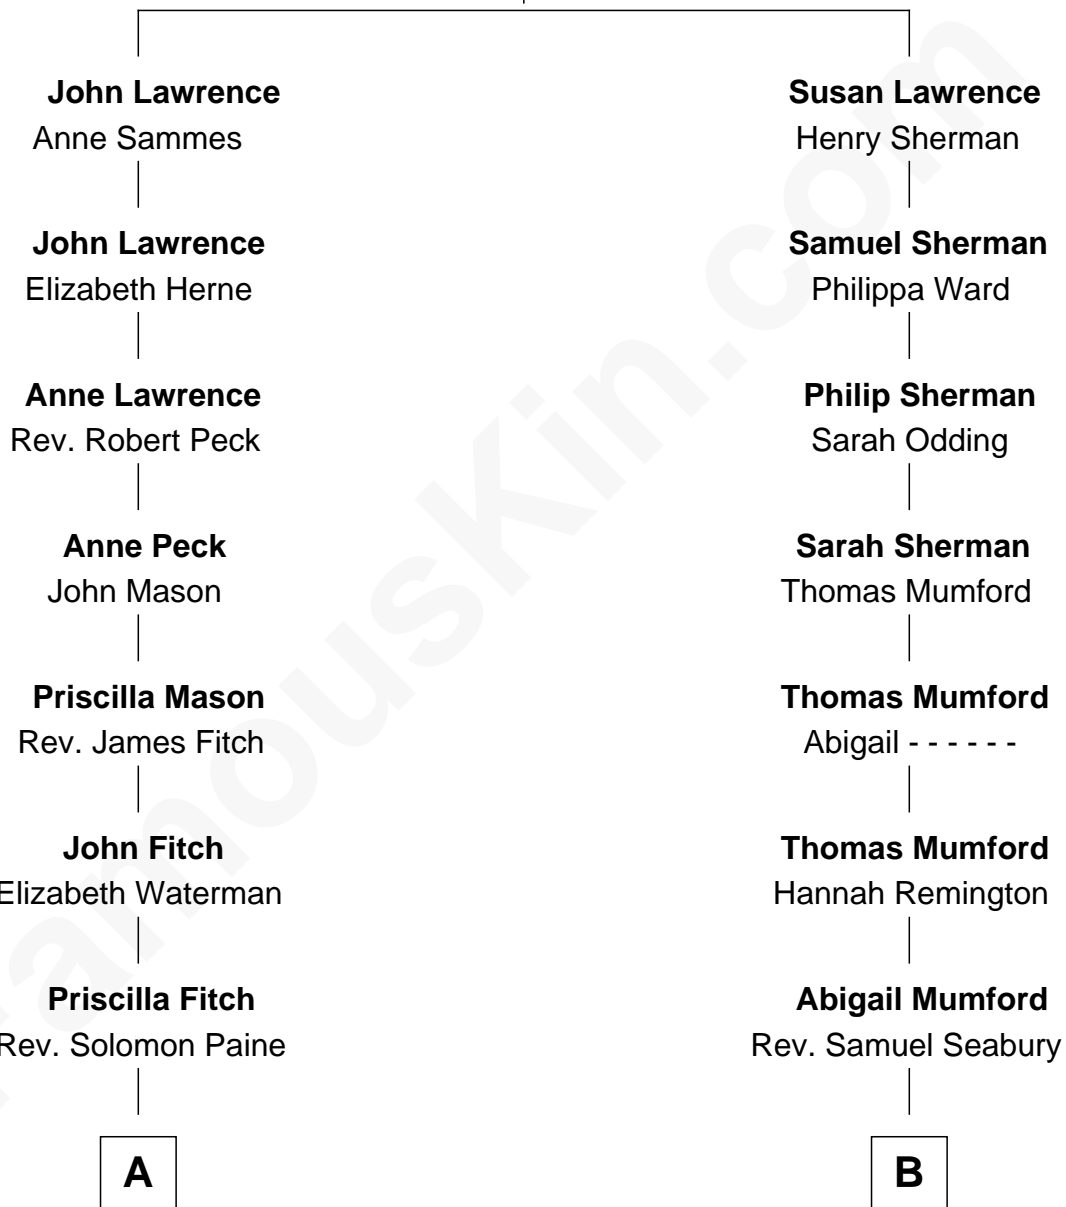 John Lawrence
Anne Sammes
John Lawrence
Elizabeth Herne
Anne Lawrence
Rev. Robert Peck
Anne Peck
John Mason
Priscilla Mason
Rev. James Fitch
John Fitch
Elizabeth Waterman
Priscilla Fitch
Rev. Solomon Paine
A
Susan Lawrence
Henry Sherman
Samuel Sherman
Philippa Ward
Philip Sherman
Sarah Odding
Sarah Sherman
Thomas Mumford
Thomas Mumford
Abigail - - - - - -
Thomas Mumford
Hannah Remington
Abigail Mumford
Rev. Samuel Seabury
B
FamousKin.com